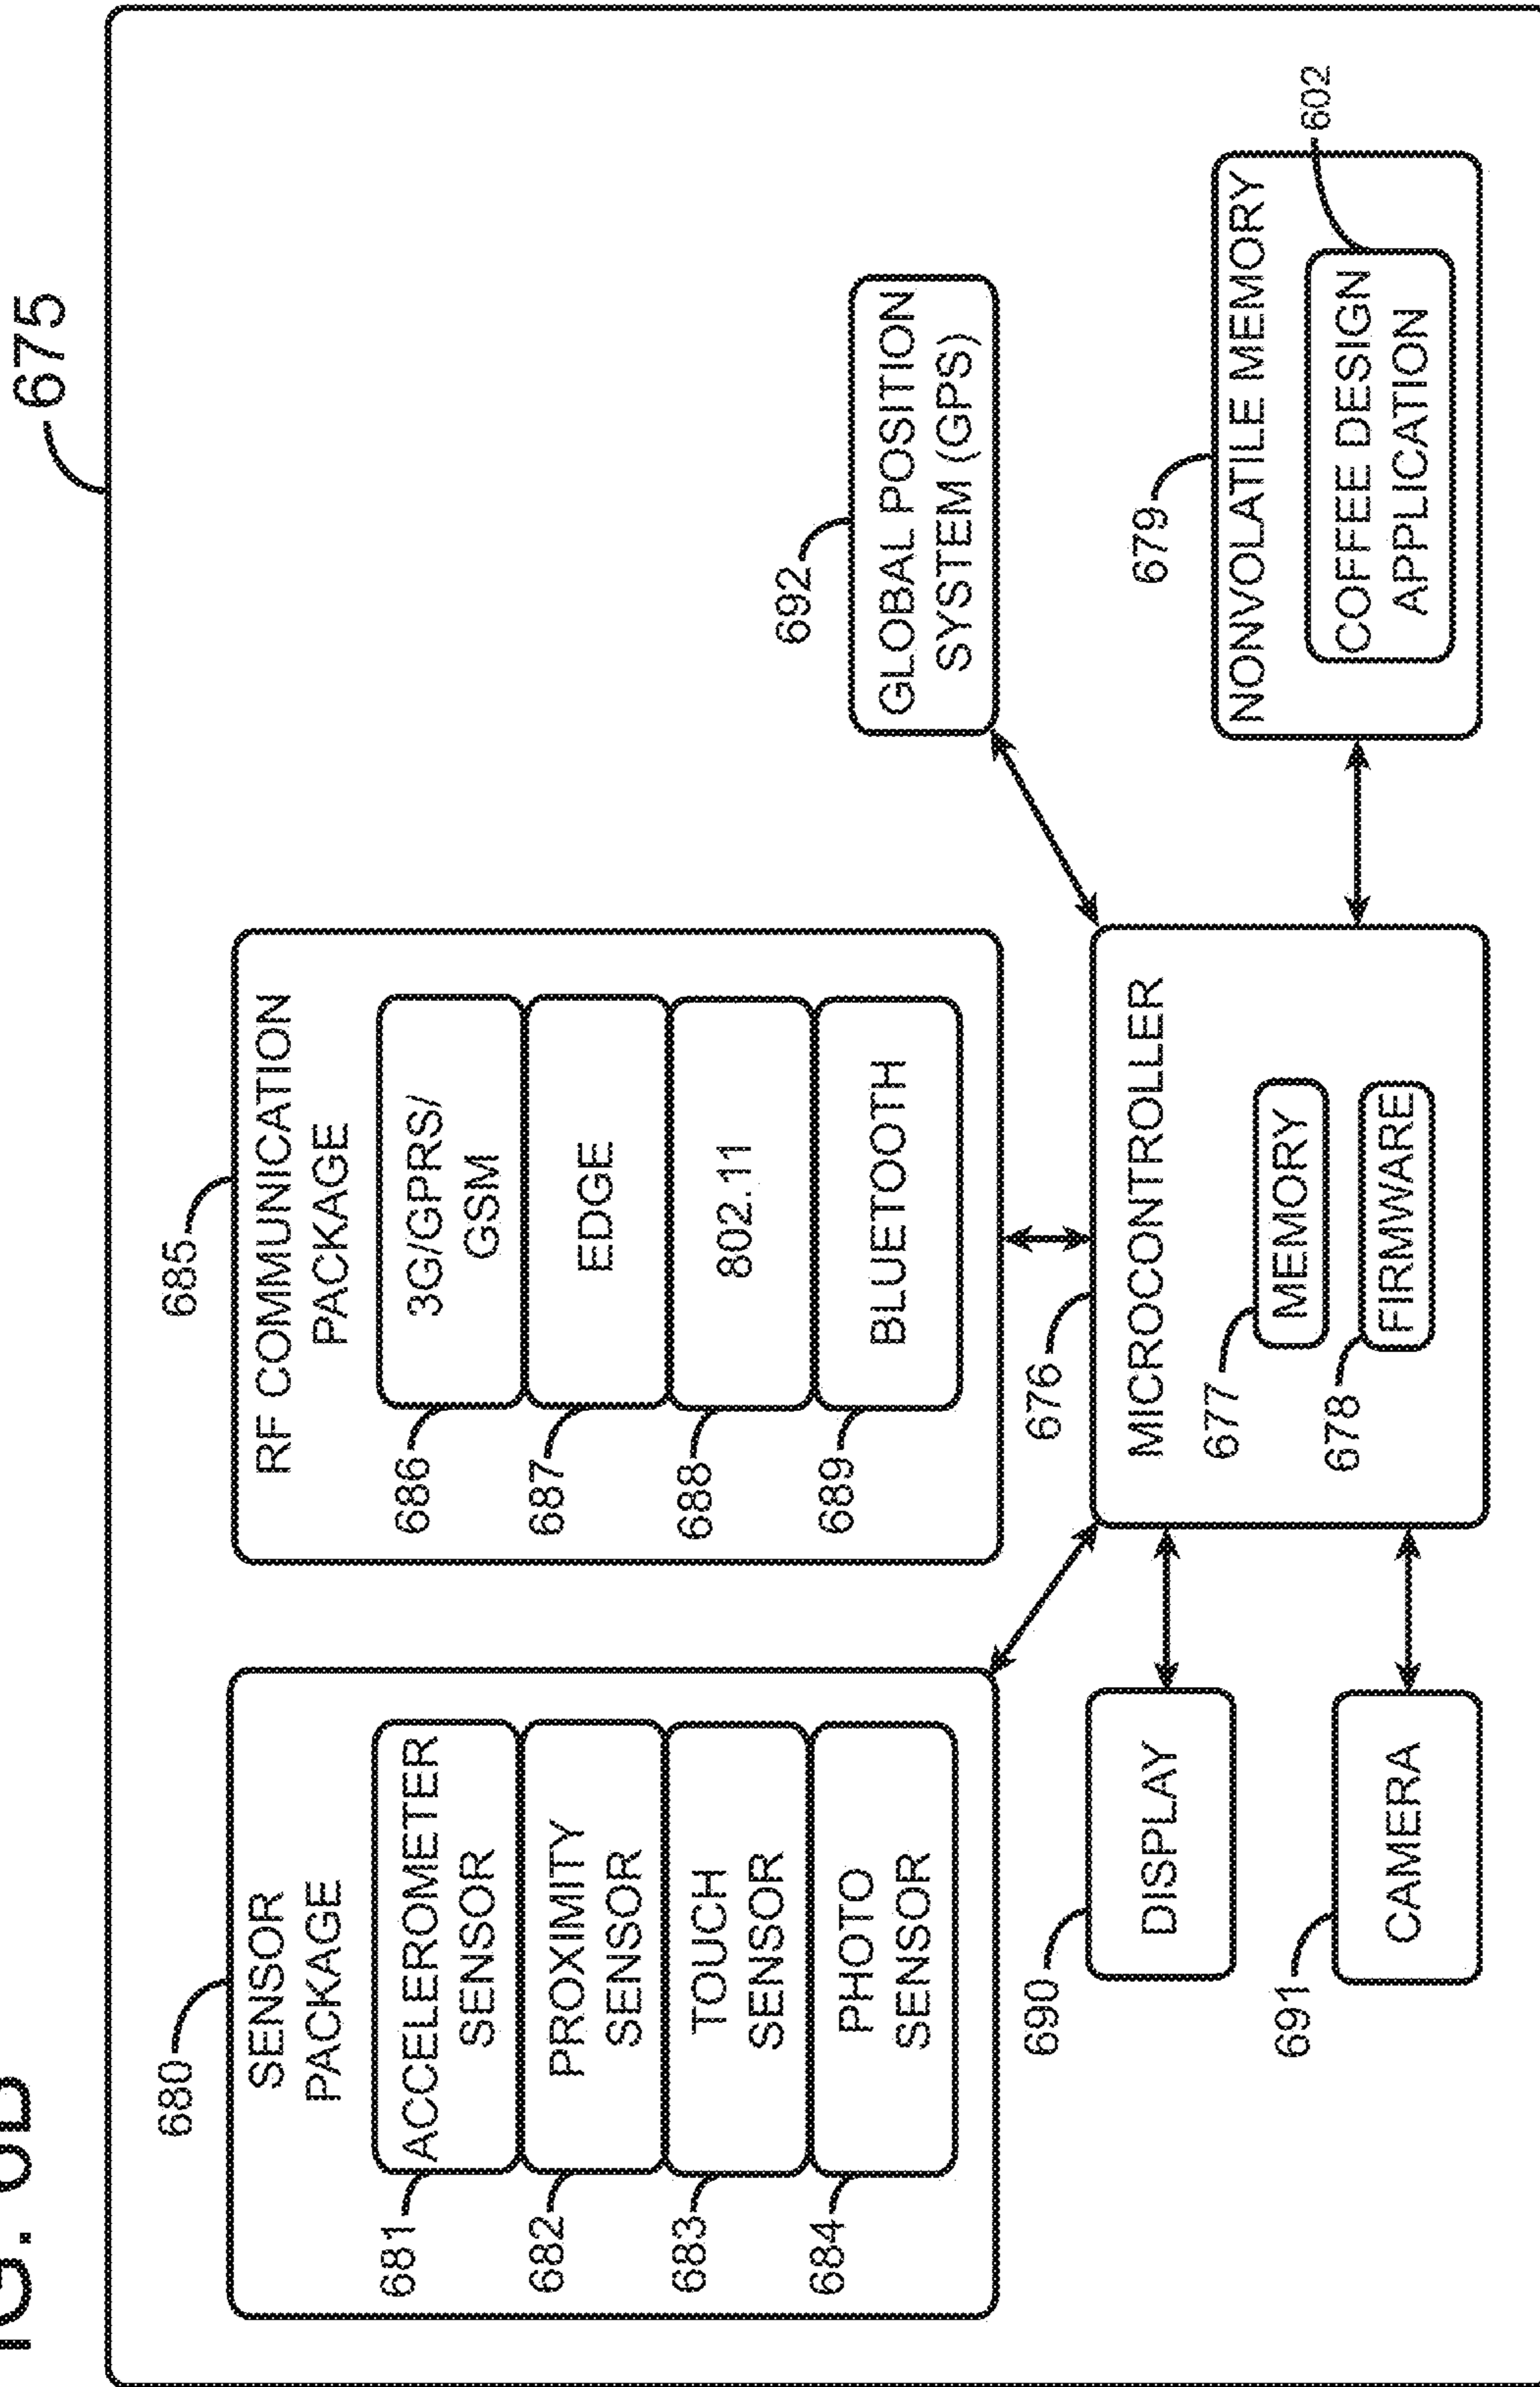 675
680
SENSOR
PACKAGE
681
ACCELEROMETER
SENSOR
682
PROXIMITY
SENSOR
683
TOUCH
SENSOR
684
PHOTO
SENSOR
685
RF COMMUNICATION
PACKAGE
686
3G/GPRS/
GSM
687
EDGE
688
802.11
689
BLUETOOTH
692
GLOBAL POSITION
SYSTEM (GPS)
690
DISPLAY
691
CAMERA
676
MICROCONTROLLER
677
MEMORY
678
FIRMWARE
679
NONVOLATILE MEMORY
602
COFFEE DESIGN
APPLICATION